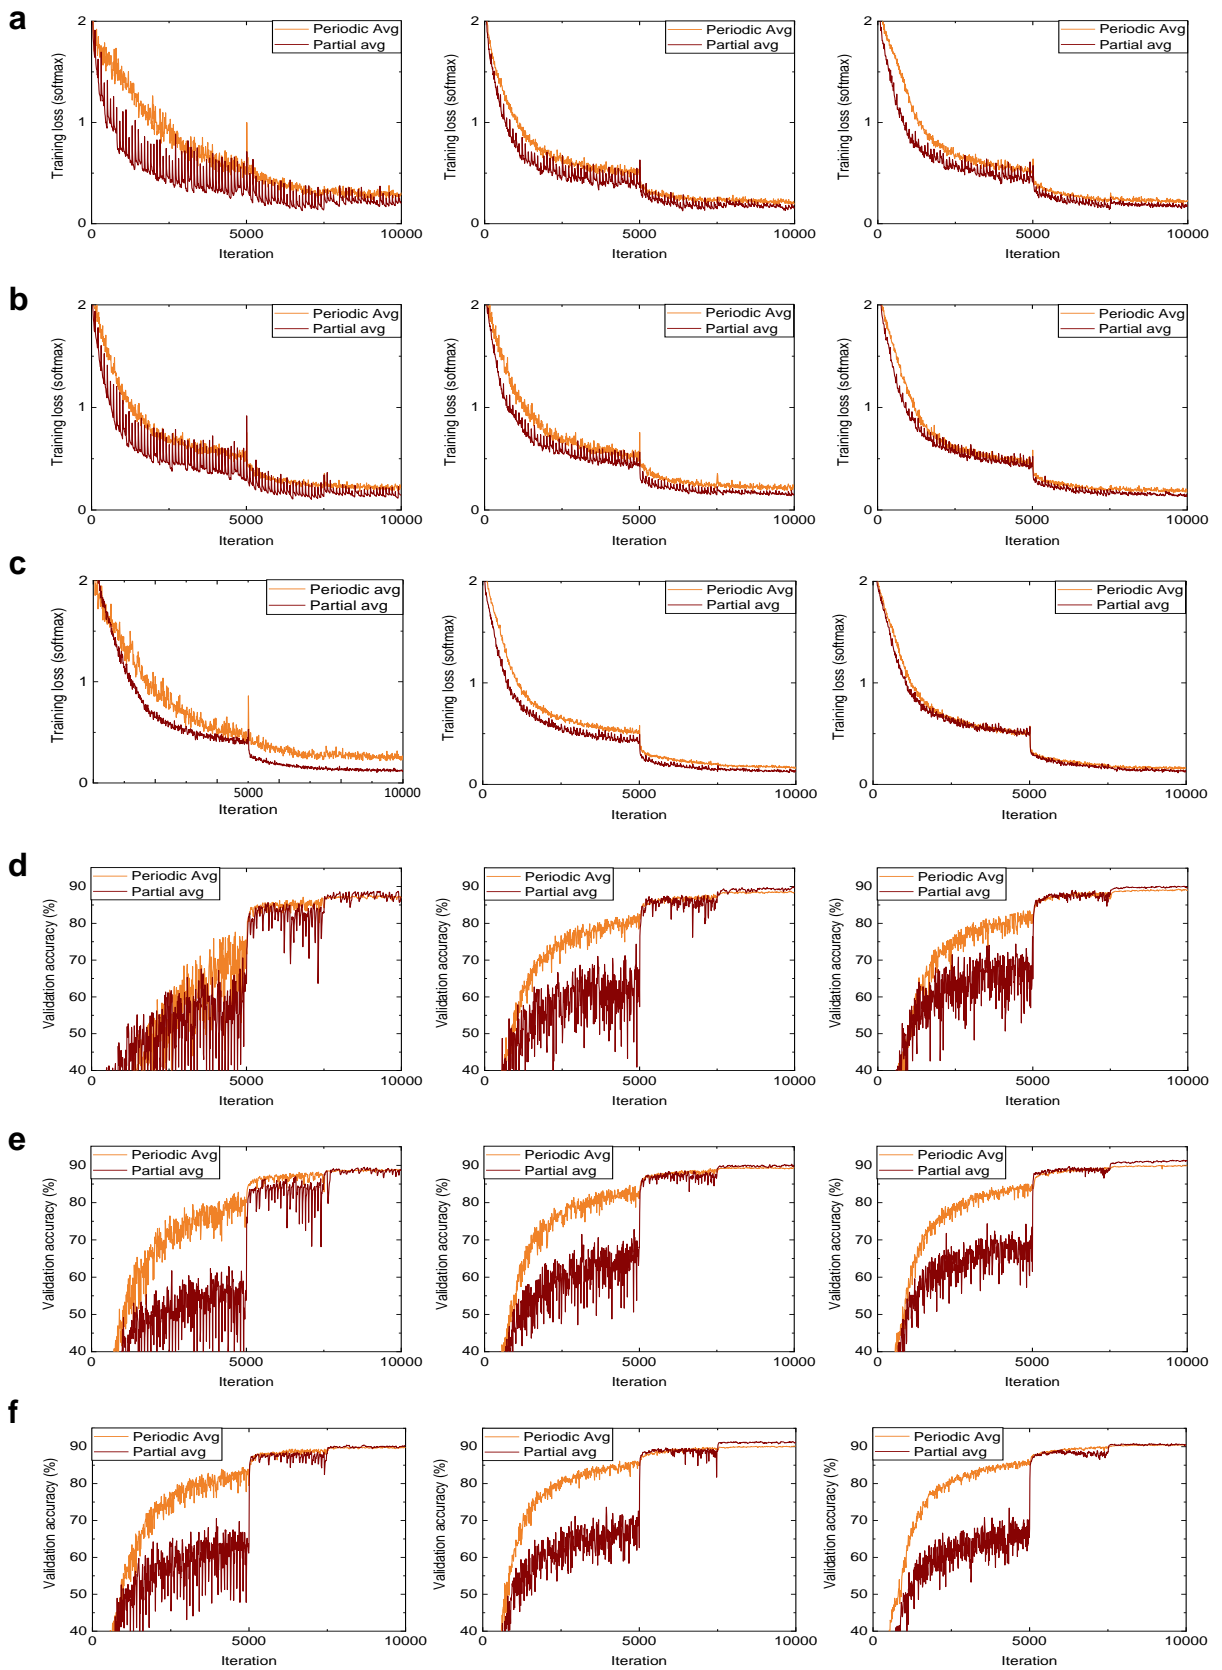 a
2
1
0
Training loss (softmax)
Periodic Avg
Partial avg
0
5000
10000
Iteration
2
1
0
Training loss (softmax)
Periodic Avg
Partial avg
0
5000
10000
Iteration
2
1
0
Training loss (softmax)
Periodic Avg
Partial avg
0
5000
10000
Iteration
b
2
1
0
Training loss (softmax)
Periodic Avg
Partial avg
0
5000
10000
Iteration
2
1
0
Training loss (softmax)
Periodic Avg
Partial avg
0
5000
10000
Iteration
2
1
0
Training loss (softmax)
Periodic Avg
Partial avg
0
5000
10000
Iteration
c
2
1
0
Training loss (softmax)
Periodic avg
Partial avg
0
5000
10000
Iteration
2
1
0
Training loss (softmax)
Periodic Avg
Partial avg
0
5000
10000
Iteration
2
1
0
Training loss (softmax)
Periodic Avg
Partial avg
0
5000
10000
Iteration
d
90
80
70
60
50
40
Validation accuracy (%)
Periodic Avg
Partial avg
0
5000
10000
Iteration
90
80
70
60
50
40
Validation accuracy (%)
Periodic Avg
Partial avg
0
5000
10000
Iteration
90
80
70
60
50
40
Validation accuracy (%)
Periodic Avg
Partial avg
0
5000
10000
Iteration
e
90
80
70
60
50
40
Validation accuracy (%)
Periodic Avg
Partial avg
0
5000
10000
Iteration
90
80
70
60
50
40
Validation accuracy (%)
Periodic Avg
Partial avg
0
5000
10000
Iteration
90
80
70
60
50
40
Validation accuracy (%)
Periodic Avg
Partial avg
0
5000
10000
Iteration
f
90
80
70
60
50
40
Validation accuracy (%)
Periodic Avg
Partial avg
0
5000
10000
Iteration
90
80
70
60
50
40
Validation accuracy (%)
Periodic Avg
Partial avg
0
5000
10000
Iteration
90
80
70
60
50
40
Validation accuracy (%)
Periodic Avg
Partial avg
0
5000
10000
Iteration